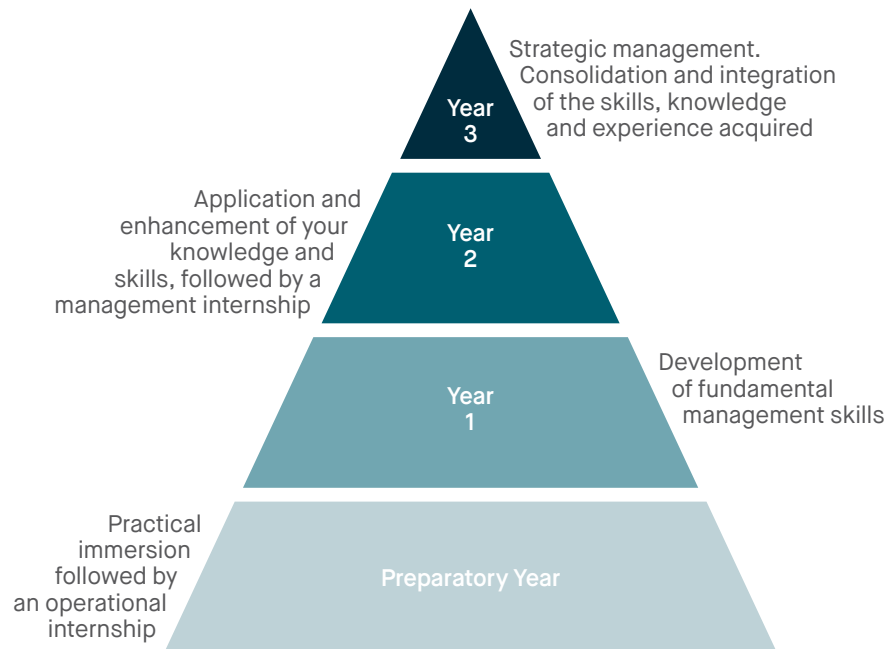 Year
3
Strategic management.
Consolidation and integration
of the skills, knowledge
and experience acquired
Application and
enhancement of your
knowledge and
skills, followed by a
management internship
Year
2
Year
1
Development
of fundamental
management skills
Practical
immersion
followed by
an operational
internship
Preparatory Year